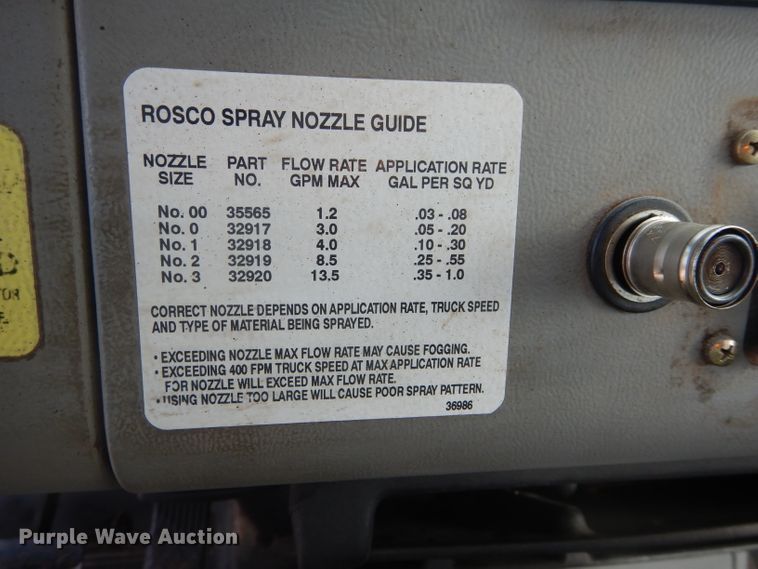 ROSCO SPRAY NOZZLE GUIDE
NOZZLE PART FLOW RATE APPLICATION RATE
SIZE NO. GPM MAX GAL PER SQ YD
No. 00 35565 1.2 .03 - .08
No. 0 32917 3.0 .05 - .20
No. 1 32918 4.0 .10 - .30
No. 2 32919 8.5 .25 - .55
No. 3 32920 13.5 .35 - 1.0
CORRECT NOZZLE DEPENDS ON APPLICATION RATE, TRUCK SPEED
AND TYPE OF MATERIAL BEING SPRAYED.
• EXCEEDING NOZZLE MAX FLOW RATE MAY CAUSE FOGGING.
• EXCEEDING 400 FPM TRUCK SPEED AT MAX APPLICATION RATE
FOR NOZZLE WILL EXCEED MAX FLOW RATE.
• USING NOZZLE TOO LARGE WILL CAUSE POOR SPRAY PATTERN.
36986
Purple Wave Auction